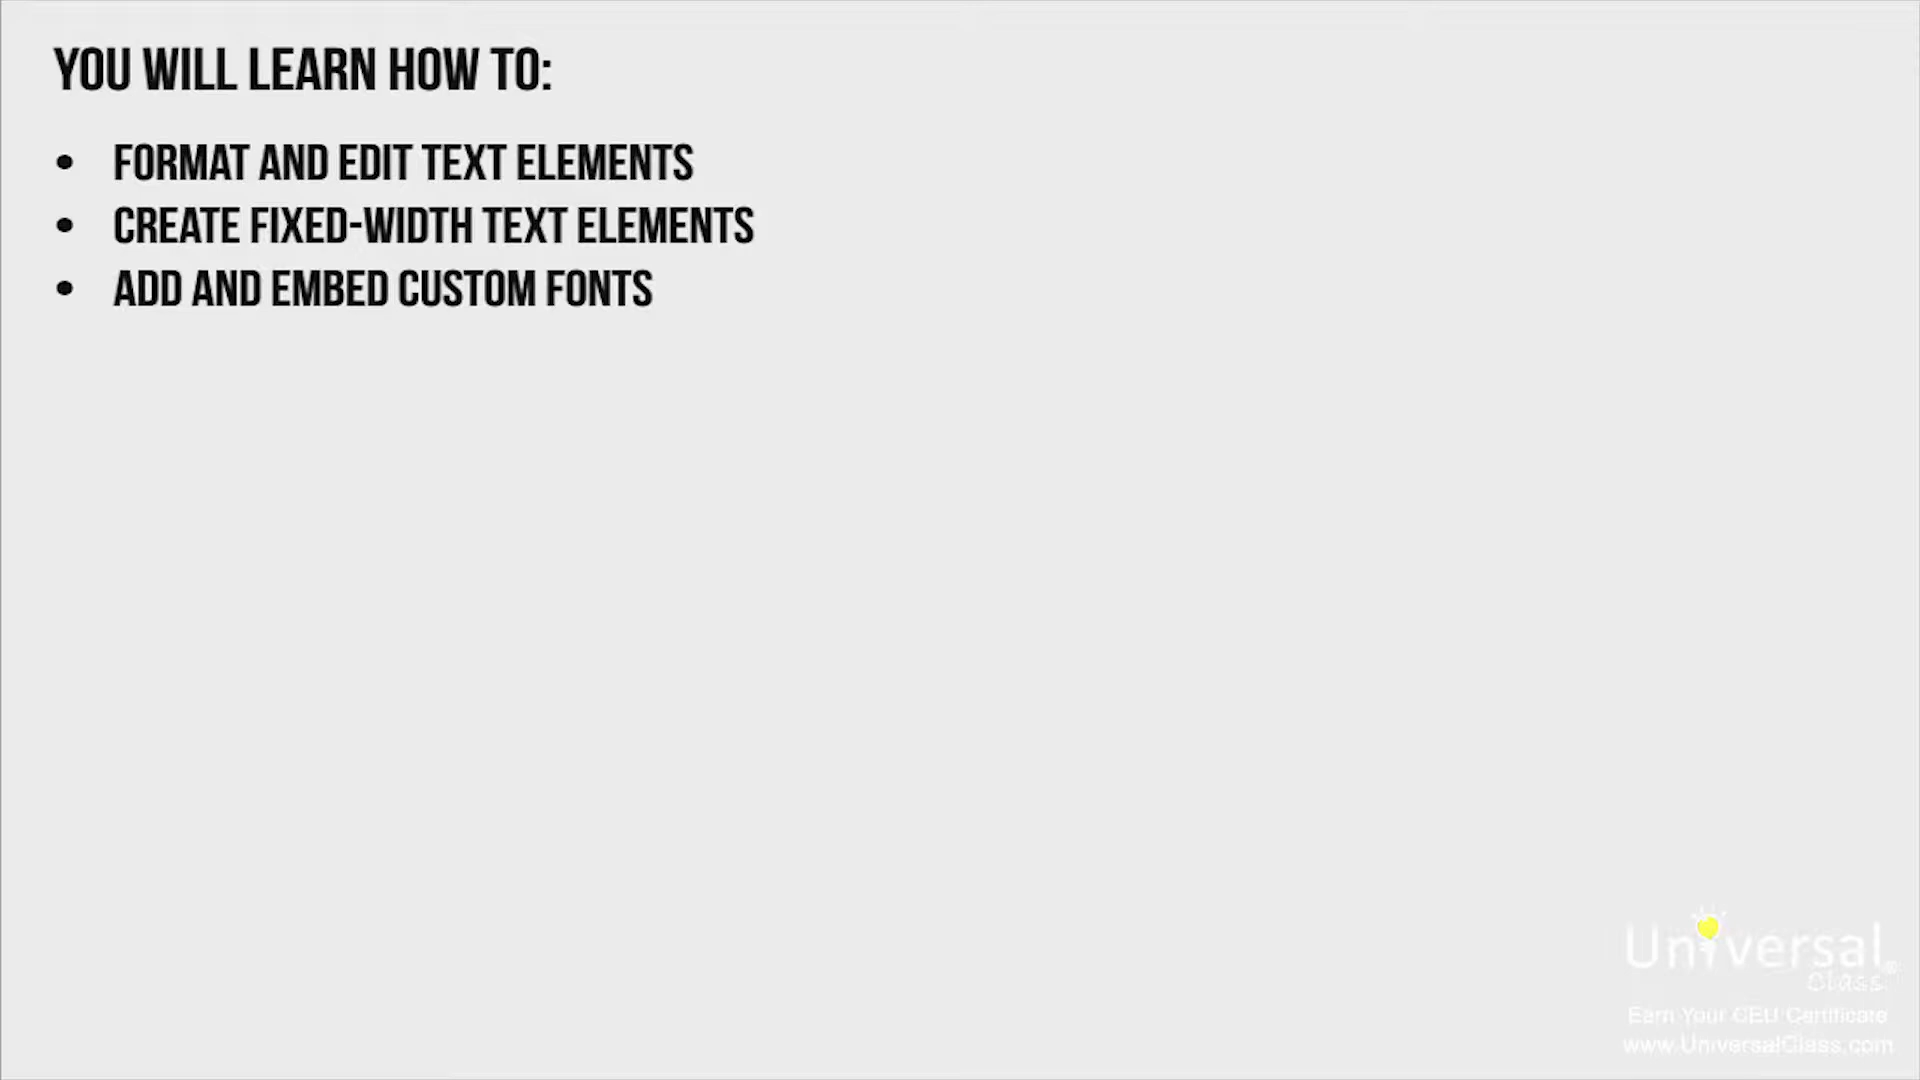 YOU WILL LEARN HOW TO:
• FORMAT AND EDIT TEXT ELEMENTS
• CREATE FIXED-WIDTH TEXT ELEMENTS
• ADD AND EMBED CUSTOM FONTS
Universal
Class®
Earn Your CEU Certificate
www.UniversalClass.com